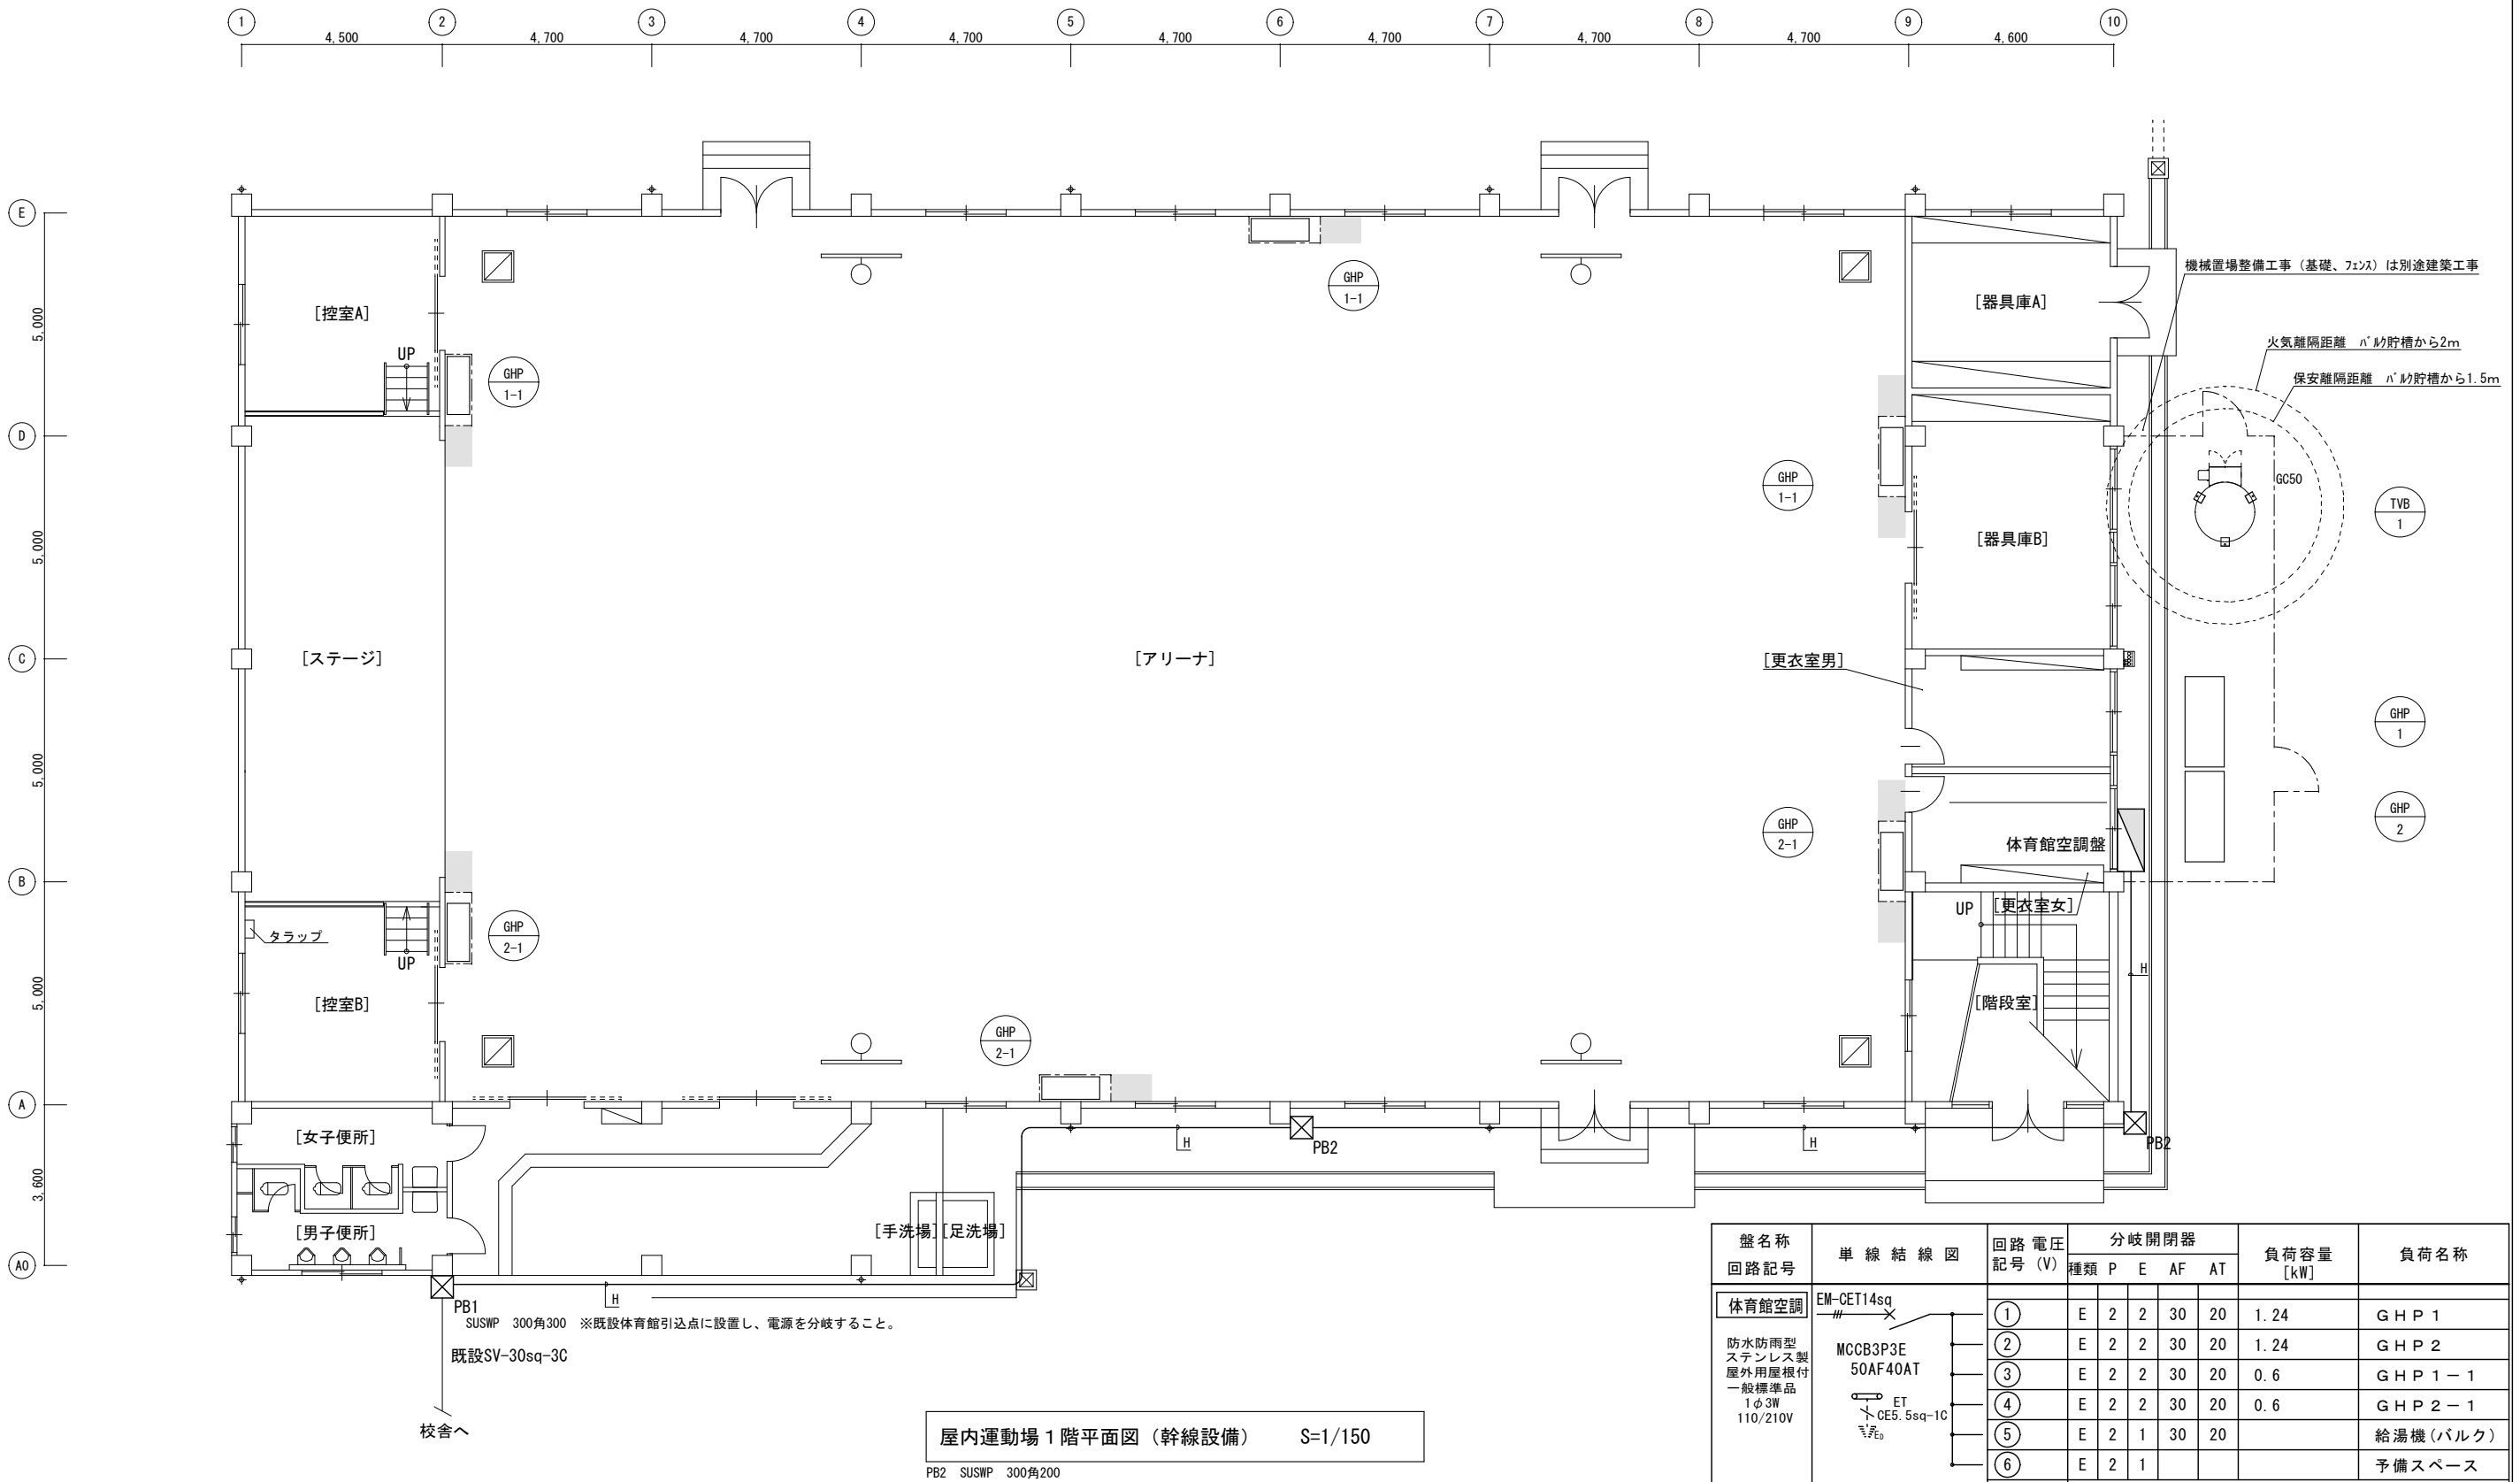 1 2 3 4 5 6 7 8 9 10
4,500 4,700 4,700 4,700 4,700 4,700 4,700 4,700 4,600
E
5,000
D
5,000
C
5,000
B
5,000
A
3,600
A0
[控室A]
UP
GHP
1-1
GHP
1-1
[器具庫A]
機械置場整備工事（基礎、フェンス）は別途建築工事
火気離隔距離 バルク貯槽から2m
保安離隔距離 バルク貯槽から1.5m
GHP
1-1
[器具庫B]
GC50
TVB
1
[ステージ]
[アリーナ]
[更衣室男]
GHP
1
GHP
2-1
体育館空調盤
GHP
2
タラップ
UP
[控室B]
GHP
2-1
GHP
2-1
UP
[更衣室女]
H
[階段室]
[女子便所]
[男子便所]
H
PB2
H
PB2
[手洗場]
[足洗場]
PB1
H
SUSWP 300角300 ※既設体育館引込点に設置し、電源を分岐すること。
既設SV-30sq-3C
校舎へ
屋内運動場1階平面図（幹線設備） S=1/150
PB2 SUSWP 300角200
盤名称
回路記号
単線結線図
回路記号
電圧(V)
分岐開閉器
種類 P E AF AT
負荷容量
[kW]
負荷名称
体育館空調
防水防雨型
ステンレス製
屋外用屋根付
一般標準品
1φ3W
110/210V
EM-CET14sq
MCCB3P3E
50AF40AT
ET
CE5.5sq-1C
E0
1 E 2 2 30 20 1.24 GHP1
2 E 2 2 30 20 1.24 GHP2
3 E 2 2 30 20 0.6 GHP1-1
4 E 2 2 30 20 0.6 GHP2-1
5 E 2 1 30 20 給湯機(バルク)
6 E 2 1 予備スペース